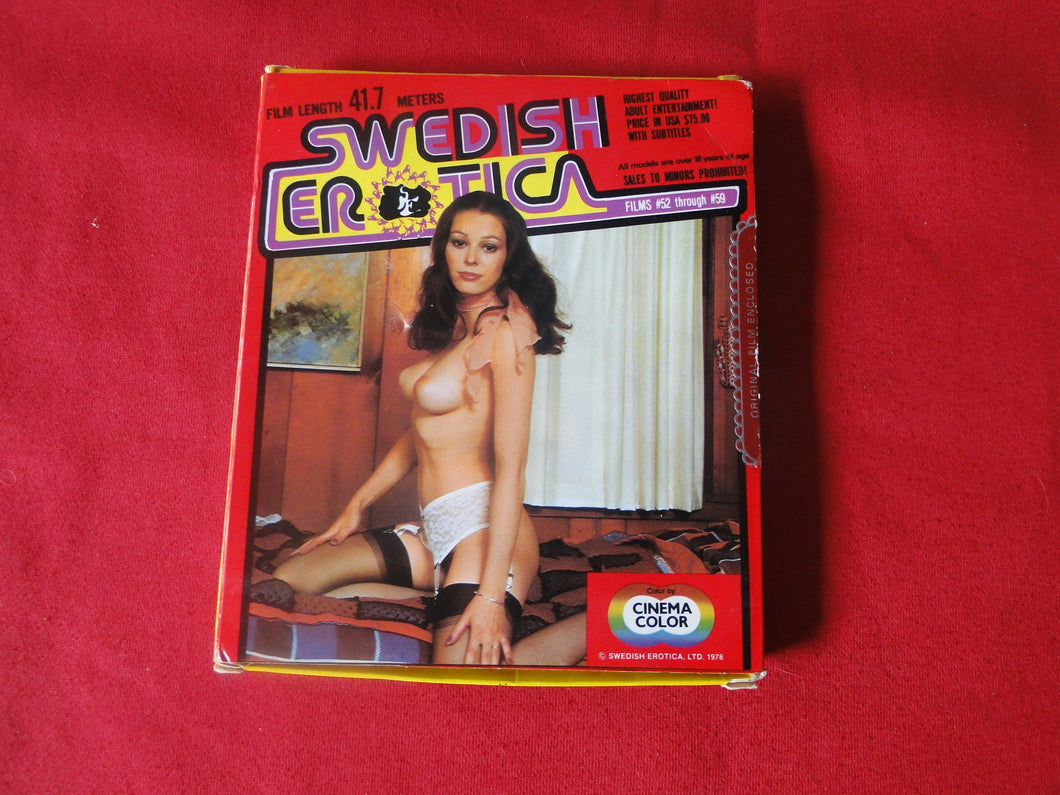 FILM LENGTH 41.7 METERS
SWEDISH
EROTICA
HIGHEST QUALITY
ADULT ENTERTAINMENT!
PRICE IN USA $75.00
WITH SUBTITLES
All models are over 18 years of age
SALES TO MINORS PROHIBITED!
FILMS #52 through #59
ORIGINAL FILM ENCLOSED
Color by
CINEMA
COLOR
© SWEDISH EROTICA, LTD. 1978